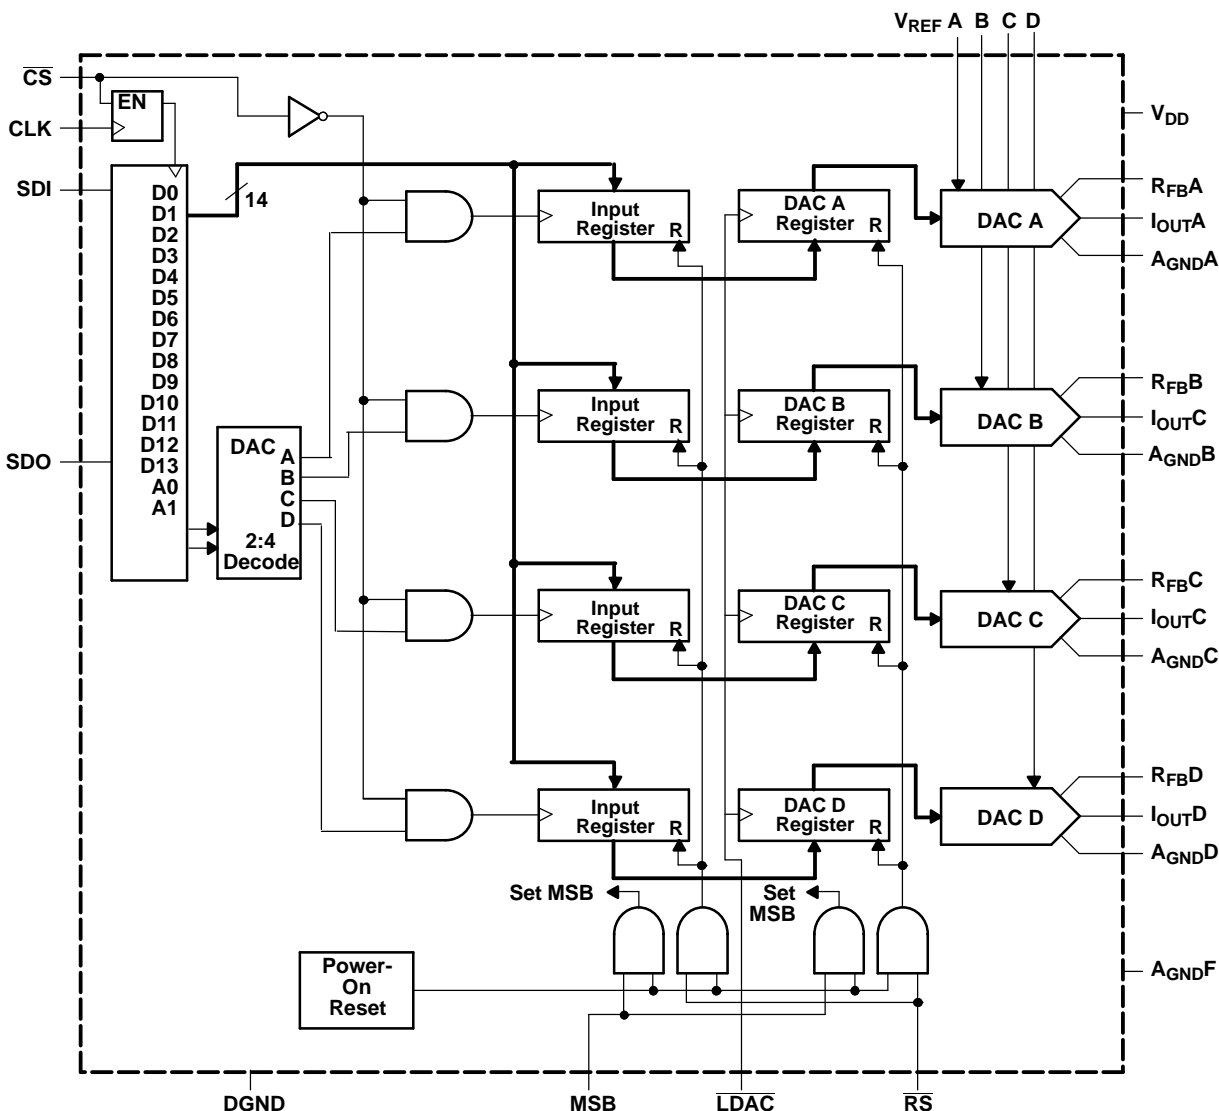 VREF A B C D
CS
EN
CLK
VDD
SDI
14
D0
D1
D2
D3
D4
D5
D6
D7
D8
D9
D10
D11
D12
D13
A0
A1
SDO
DAC
A
B
C
D
2:4
Decode
Input
Register
R
DAC A
Register
R
DAC A
RFBA
IOUTA
AGNDA
Input
Register
R
DAC B
Register
R
DAC B
RFBB
IOUTC
AGNDB
Input
Register
R
DAC C
Register
R
DAC C
RFBC
IOUTC
AGNDC
Input
Register
R
DAC D
Register
R
DAC D
RFBD
IOUTD
AGNDD
Set MSB
Set
MSB
Power-
On
Reset
AGNDF
DGND
MSB
LDAC
RS